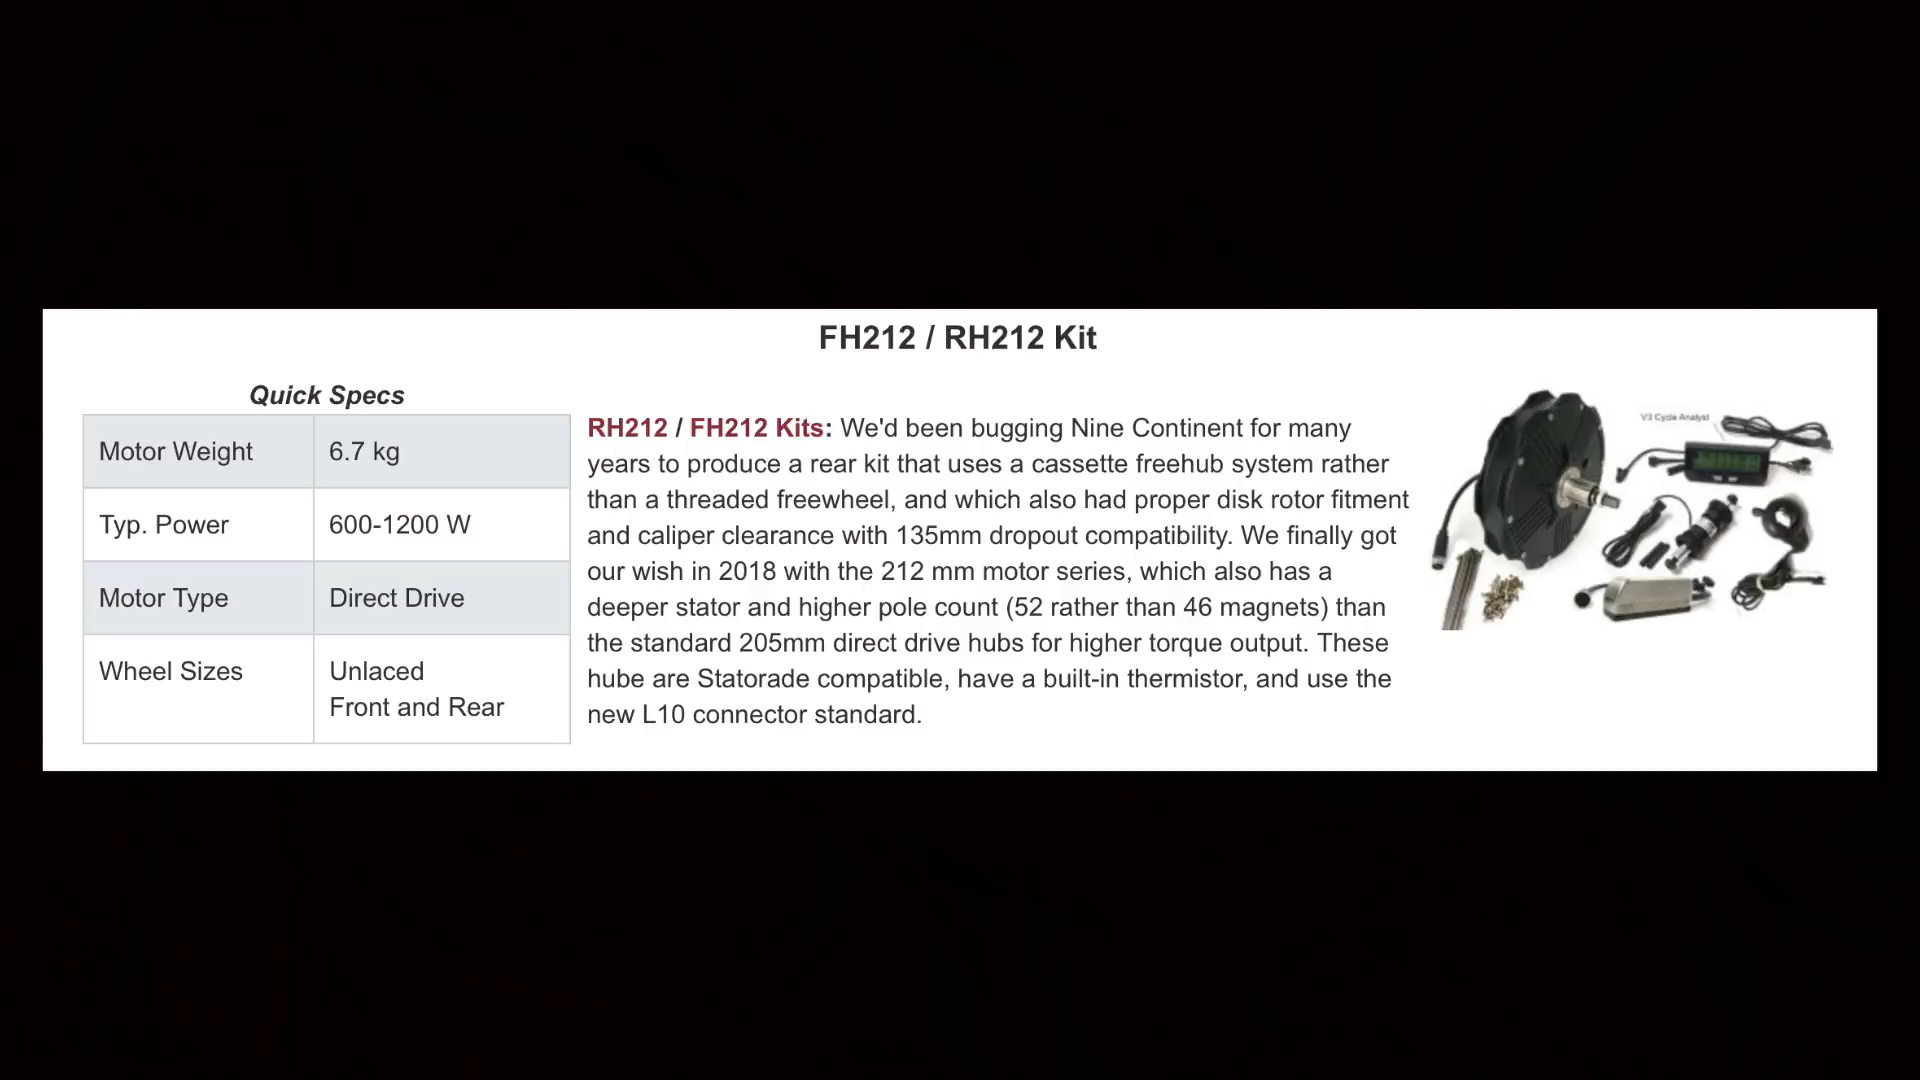 FH212 / RH212 Kit
Quick Specs
Motor Weight 6.7 kg
Typ. Power 600-1200 W
Motor Type Direct Drive
Wheel Sizes Unlaced
Front and Rear
RH212 / FH212 Kits: We'd been bugging Nine Continent for many
years to produce a rear kit that uses a cassette freehub system rather
than a threaded freewheel, and which also had proper disk rotor fitment
and caliper clearance with 135mm dropout compatibility. We finally got
our wish in 2018 with the 212 mm motor series, which also has a
deeper stator and higher pole count (52 rather than 46 magnets) than
the standard 205mm direct drive hubs for higher torque output. These
hube are Statorade compatible, have a built-in thermistor, and use the
new L10 connector standard.
V3 Cycle Analyst